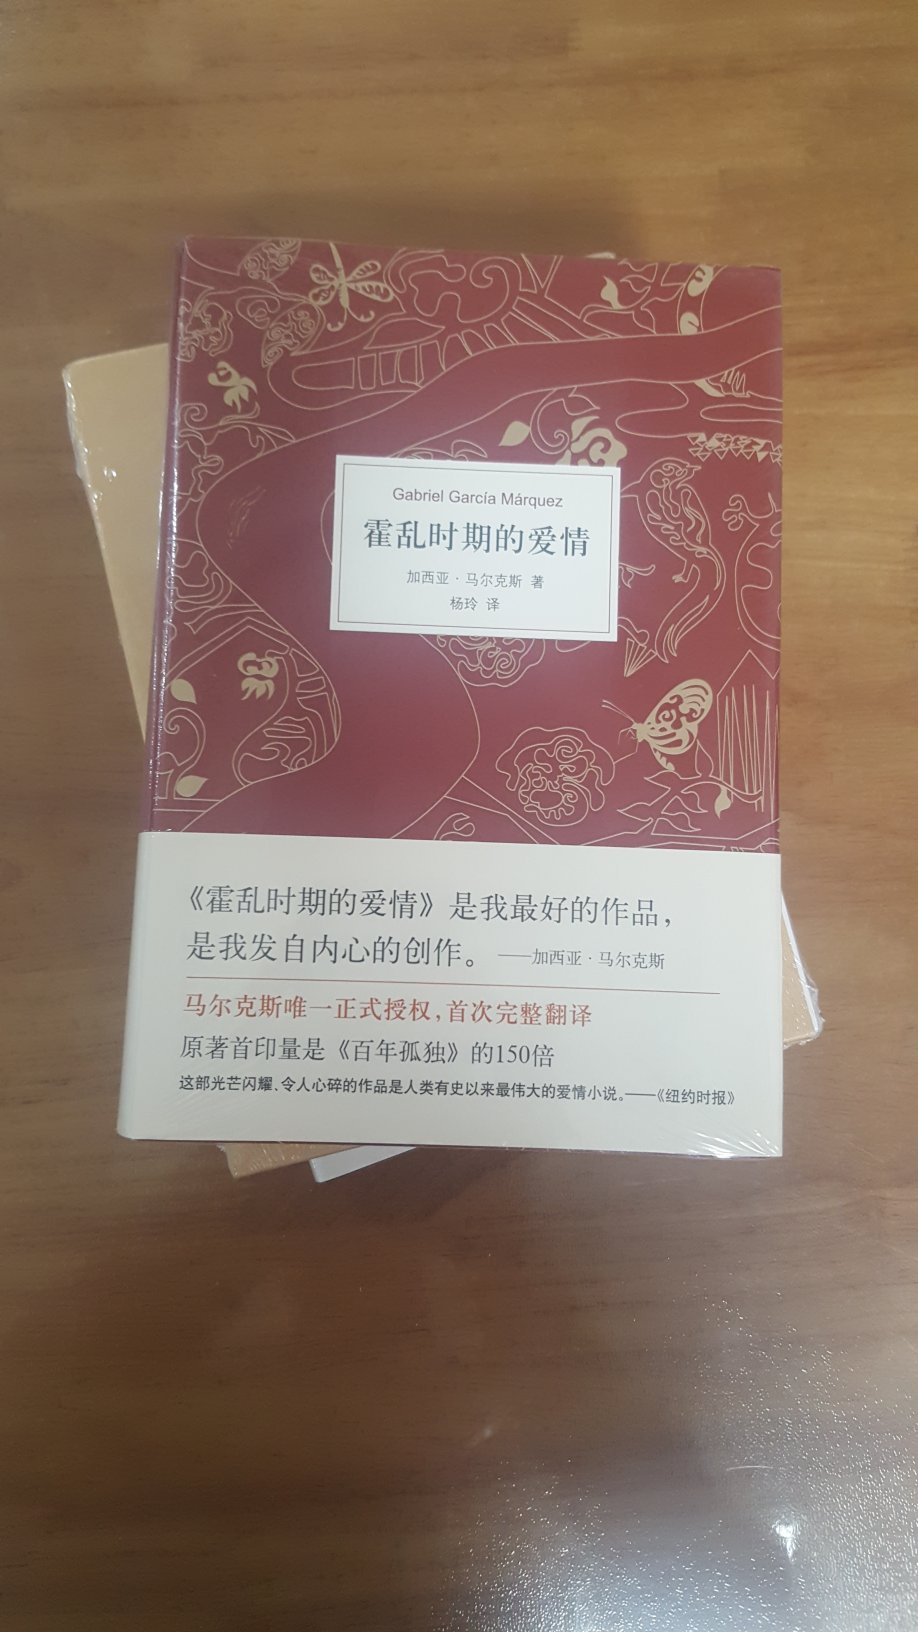 Gabriel García Márquez
霍乱时期的爱情
加西亚·马尔克斯 著
杨玲 译
《霍乱时期的爱情》是我最好的作品，
是我发自内心的创作。——加西亚·马尔克斯
马尔克斯唯一正式授权，首次完整翻译
原著首印量是《百年孤独》的150倍
这部光芒闪耀、令人心碎的作品是人类有史以来最伟大的爱情小说。——《纽约时报》